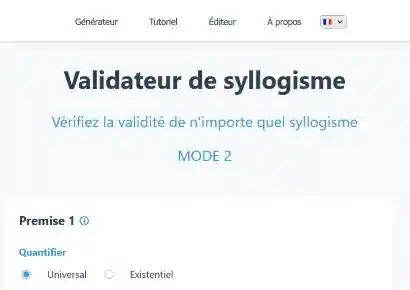 Générateur Tutoriel Éditeur À propos
Validateur de syllogisme
Vérifiez la validité de n'importe quel syllogisme
MODE 2
Premise 1
Quantifier
Universal Existentiel